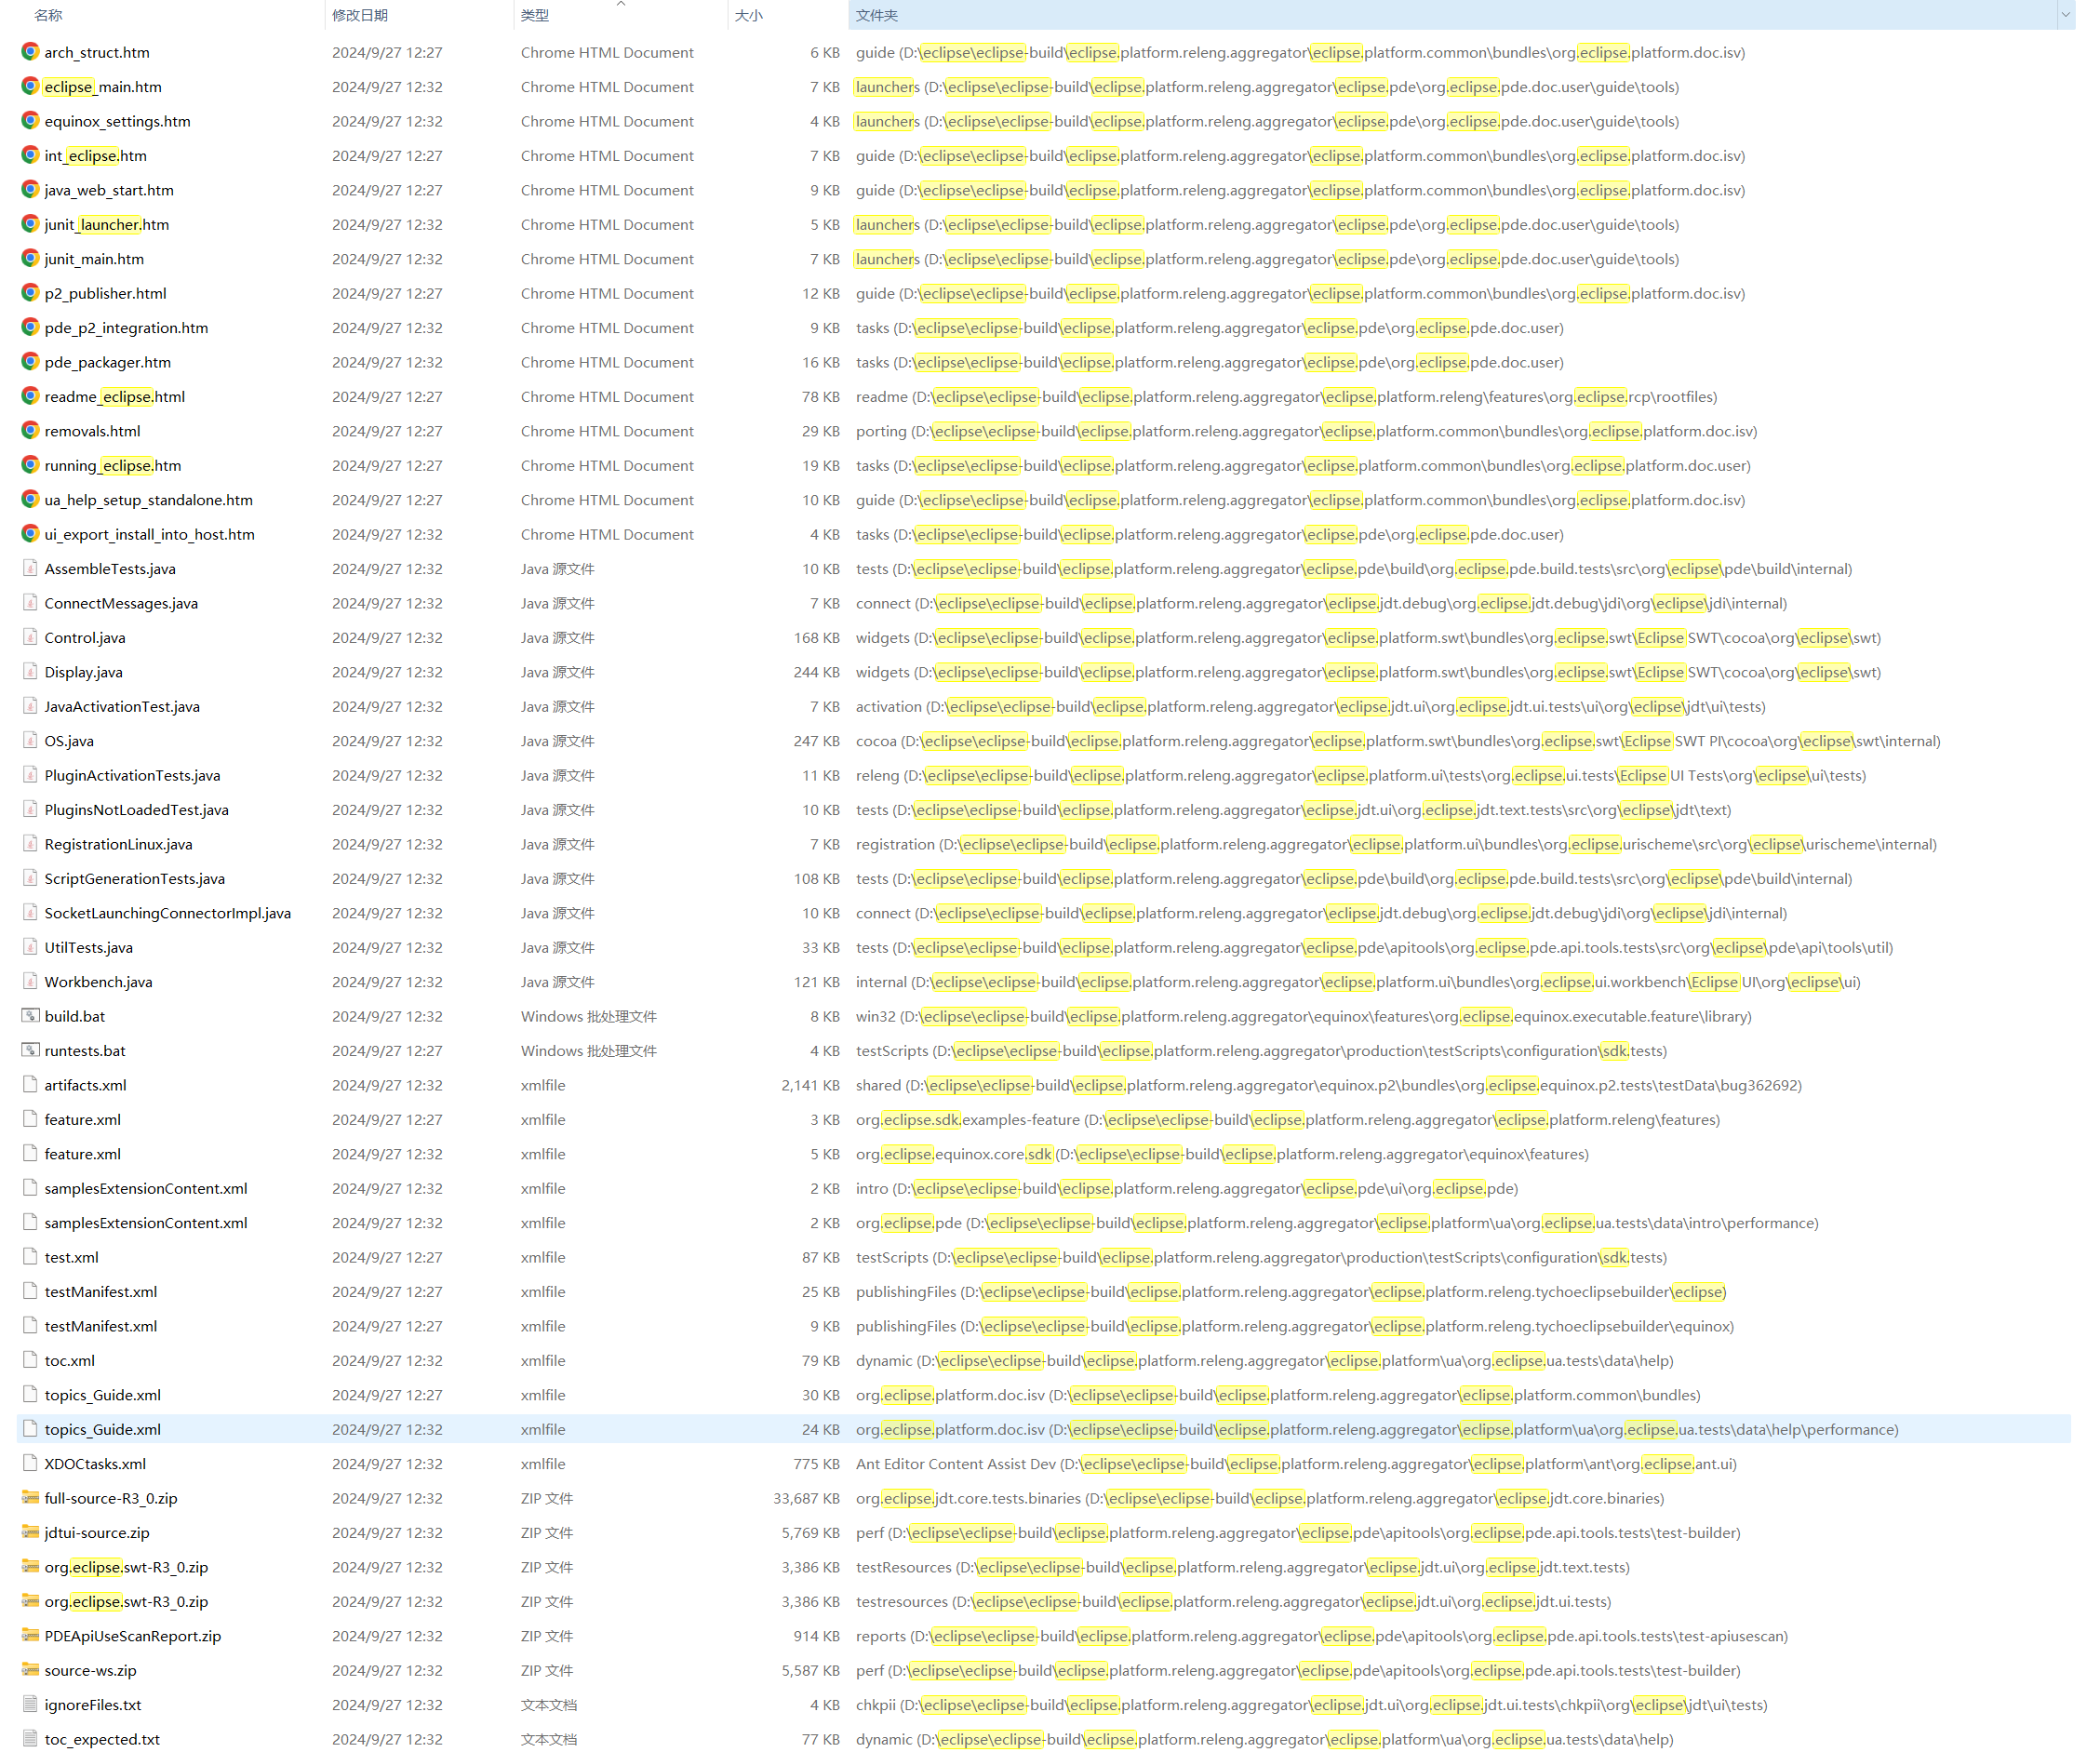 名称 修改日期 类型 大小 文件夹
arch_struct.htm 2024/9/27 12:27 Chrome HTML Document 6 KB guide (D:\eclipse\eclipse-build\eclipse.platform.releng.aggregator\eclipse.platform.common\bundles\org.eclipse.platform.doc.isv)
eclipse_main.htm 2024/9/27 12:32 Chrome HTML Document 7 KB launchers (D:\eclipse\eclipse-build\eclipse.platform.releng.aggregator\eclipse.pde\org.eclipse.pde.doc.user\guide\tools)
equinox_settings.htm 2024/9/27 12:32 Chrome HTML Document 4 KB launchers (D:\eclipse\eclipse-build\eclipse.platform.releng.aggregator\eclipse.pde\org.eclipse.pde.doc.user\guide\tools)
int_eclipse.htm 2024/9/27 12:27 Chrome HTML Document 7 KB guide (D:\eclipse\eclipse-build\eclipse.platform.releng.aggregator\eclipse.platform.common\bundles\org.eclipse.platform.doc.isv)
java_web_start.htm 2024/9/27 12:27 Chrome HTML Document 9 KB guide (D:\eclipse\eclipse-build\eclipse.platform.releng.aggregator\eclipse.platform.common\bundles\org.eclipse.platform.doc.isv)
junit_launcher.htm 2024/9/27 12:32 Chrome HTML Document 5 KB launchers (D:\eclipse\eclipse-build\eclipse.platform.releng.aggregator\eclipse.pde\org.eclipse.pde.doc.user\guide\tools)
junit_main.htm 2024/9/27 12:32 Chrome HTML Document 7 KB launchers (D:\eclipse\eclipse-build\eclipse.platform.releng.aggregator\eclipse.pde\org.eclipse.pde.doc.user\guide\tools)
p2_publisher.html 2024/9/27 12:27 Chrome HTML Document 12 KB guide (D:\eclipse\eclipse-build\eclipse.platform.releng.aggregator\eclipse.platform.common\bundles\org.eclipse.platform.doc.isv)
pde_p2_integration.htm 2024/9/27 12:32 Chrome HTML Document 9 KB tasks (D:\eclipse\eclipse-build\eclipse.platform.releng.aggregator\eclipse.pde\org.eclipse.pde.doc.user)
pde_packager.htm 2024/9/27 12:32 Chrome HTML Document 16 KB tasks (D:\eclipse\eclipse-build\eclipse.platform.releng.aggregator\eclipse.pde\org.eclipse.pde.doc.user)
readme_eclipse.html 2024/9/27 12:27 Chrome HTML Document 78 KB readme (D:\eclipse\eclipse-build\eclipse.platform.releng.aggregator\eclipse.platform.releng\features\org.eclipse.rcp\rootfiles)
removals.html 2024/9/27 12:27 Chrome HTML Document 29 KB porting (D:\eclipse\eclipse-build\eclipse.platform.releng.aggregator\eclipse.platform.common\bundles\org.eclipse.platform.doc.isv)
running_eclipse.htm 2024/9/27 12:27 Chrome HTML Document 19 KB tasks (D:\eclipse\eclipse-build\eclipse.platform.releng.aggregator\eclipse.platform.common\bundles\org.eclipse.platform.doc.user)
ua_help_setup_standalone.htm 2024/9/27 12:27 Chrome HTML Document 10 KB guide (D:\eclipse\eclipse-build\eclipse.platform.releng.aggregator\eclipse.platform.common\bundles\org.eclipse.platform.doc.isv)
ui_export_install_into_host.htm 2024/9/27 12:32 Chrome HTML Document 4 KB tasks (D:\eclipse\eclipse-build\eclipse.platform.releng.aggregator\eclipse.pde\org.eclipse.pde.doc.user)
AssembleTests.java 2024/9/27 12:32 Java 源文件 10 KB tests (D:\eclipse\eclipse-build\eclipse.platform.releng.aggregator\eclipse.pde\build\org.eclipse.pde.build.tests\src\org\eclipse\pde\build\internal)
ConnectMessages.java 2024/9/27 12:32 Java 源文件 7 KB connect (D:\eclipse\eclipse-build\eclipse.platform.releng.aggregator\eclipse.jdt.debug\org.eclipse.jdt.debug\jdi\org\eclipse\jdi\internal)
Control.java 2024/9/27 12:32 Java 源文件 168 KB widgets (D:\eclipse\eclipse-build\eclipse.platform.releng.aggregator\eclipse.platform.swt\bundles\org.eclipse.swt\Eclipse SWT\cocoa\org\eclipse\swt)
Display.java 2024/9/27 12:32 Java 源文件 244 KB widgets (D:\eclipse\eclipse-build\eclipse.platform.releng.aggregator\eclipse.platform.swt\bundles\org.eclipse.swt\Eclipse SWT\cocoa\org\eclipse\swt)
JavaActivationTest.java 2024/9/27 12:32 Java 源文件 7 KB activation (D:\eclipse\eclipse-build\eclipse.platform.releng.aggregator\eclipse.jdt.ui\org.eclipse.jdt.ui.tests\ui\org\eclipse\jdt\ui\tests)
OS.java 2024/9/27 12:32 Java 源文件 247 KB cocoa (D:\eclipse\eclipse-build\eclipse.platform.releng.aggregator\eclipse.platform.swt\bundles\org.eclipse.swt\Eclipse SWT PI\cocoa\org\eclipse\swt\internal)
PluginActivationTests.java 2024/9/27 12:32 Java 源文件 11 KB releng (D:\eclipse\eclipse-build\eclipse.platform.releng.aggregator\eclipse.platform.ui\tests\org.eclipse.ui.tests\Eclipse UI Tests\org\eclipse\ui\tests)
PluginsNotLoadedTest.java 2024/9/27 12:32 Java 源文件 10 KB tests (D:\eclipse\eclipse-build\eclipse.platform.releng.aggregator\eclipse.jdt.ui\org.eclipse.jdt.text.tests\src\org\eclipse\jdt\text)
RegistrationLinux.java 2024/9/27 12:32 Java 源文件 7 KB registration (D:\eclipse\eclipse-build\eclipse.platform.releng.aggregator\eclipse.platform.ui\bundles\org.eclipse.urischeme\src\org\eclipse\urischeme\internal)
ScriptGenerationTests.java 2024/9/27 12:32 Java 源文件 108 KB tests (D:\eclipse\eclipse-build\eclipse.platform.releng.aggregator\eclipse.pde\build\org.eclipse.pde.build.tests\src\org\eclipse\pde\build\internal)
SocketLaunchingConnectorImpl.java 2024/9/27 12:32 Java 源文件 10 KB connect (D:\eclipse\eclipse-build\eclipse.platform.releng.aggregator\eclipse.jdt.debug\org.eclipse.jdt.debug\jdi\org\eclipse\jdi\internal)
UtilTests.java 2024/9/27 12:32 Java 源文件 33 KB tests (D:\eclipse\eclipse-build\eclipse.platform.releng.aggregator\eclipse.pde\apitools\org.eclipse.pde.api.tools.tests\src\org\eclipse\pde\api\tools\util)
Workbench.java 2024/9/27 12:32 Java 源文件 121 KB internal (D:\eclipse\eclipse-build\eclipse.platform.releng.aggregator\eclipse.platform.ui\bundles\org.eclipse.ui.workbench\Eclipse UI\org\eclipse\ui)
build.bat 2024/9/27 12:32 Windows 批处理文件 8 KB win32 (D:\eclipse\eclipse-build\eclipse.platform.releng.aggregator\equinox\features\org.eclipse.equinox.executable.feature\library)
runtests.bat 2024/9/27 12:27 Windows 批处理文件 4 KB testScripts (D:\eclipse\eclipse-build\eclipse.platform.releng.aggregator\production\testScripts\configuration\sdk.tests)
artifacts.xml 2024/9/27 12:32 xmlfile 2,141 KB shared (D:\eclipse\eclipse-build\eclipse.platform.releng.aggregator\equinox.p2\bundles\org.eclipse.equinox.p2.tests\testData\bug362692)
feature.xml 2024/9/27 12:27 xmlfile 3 KB org.eclipse.sdk.examples-feature (D:\eclipse\eclipse-build\eclipse.platform.releng.aggregator\eclipse.platform.releng\features)
feature.xml 2024/9/27 12:32 xmlfile 5 KB org.eclipse.equinox.core.sdk (D:\eclipse\eclipse-build\eclipse.platform.releng.aggregator\equinox\features)
samplesExtensionContent.xml 2024/9/27 12:32 xmlfile 2 KB intro (D:\eclipse\eclipse-build\eclipse.platform.releng.aggregator\eclipse.pde\ui\org.eclipse.pde)
samplesExtensionContent.xml 2024/9/27 12:32 xmlfile 2 KB org.eclipse.pde (D:\eclipse\eclipse-build\eclipse.platform.releng.aggregator\eclipse.platform\ua\org.eclipse.ua.tests\data\intro\performance)
test.xml 2024/9/27 12:27 xmlfile 87 KB testScripts (D:\eclipse\eclipse-build\eclipse.platform.releng.aggregator\production\testScripts\configuration\sdk.tests)
testManifest.xml 2024/9/27 12:27 xmlfile 25 KB publishingFiles (D:\eclipse\eclipse-build\eclipse.platform.releng.aggregator\eclipse.platform.releng.tychoeclipsebuilder\eclipse)
testManifest.xml 2024/9/27 12:27 xmlfile 9 KB publishingFiles (D:\eclipse\eclipse-build\eclipse.platform.releng.aggregator\eclipse.platform.releng.tychoeclipsebuilder\equinox)
toc.xml 2024/9/27 12:32 xmlfile 79 KB dynamic (D:\eclipse\eclipse-build\eclipse.platform.releng.aggregator\eclipse.platform\ua\org.eclipse.ua.tests\data\help)
topics_Guide.xml 2024/9/27 12:27 xmlfile 30 KB org.eclipse.platform.doc.isv (D:\eclipse\eclipse-build\eclipse.platform.releng.aggregator\eclipse.platform.common\bundles)
topics_Guide.xml 2024/9/27 12:32 xmlfile 24 KB org.eclipse.platform.doc.isv (D:\eclipse\eclipse-build\eclipse.platform.releng.aggregator\eclipse.platform\ua\org.eclipse.ua.tests\data\help\performance)
XDOCtasks.xml 2024/9/27 12:32 xmlfile 775 KB Ant Editor Content Assist Dev (D:\eclipse\eclipse-build\eclipse.platform.releng.aggregator\eclipse.platform\ant\org.eclipse.ant.ui)
full-source-R3_0.zip 2024/9/27 12:32 ZIP 文件 33,687 KB org.eclipse.jdt.core.tests.binaries (D:\eclipse\eclipse-build\eclipse.platform.releng.aggregator\eclipse.jdt.core.binaries)
jdtui-source.zip 2024/9/27 12:32 ZIP 文件 5,769 KB perf (D:\eclipse\eclipse-build\eclipse.platform.releng.aggregator\eclipse.pde\apitools\org.eclipse.pde.api.tools.tests\test-builder)
org.eclipse.swt-R3_0.zip 2024/9/27 12:32 ZIP 文件 3,386 KB testResources (D:\eclipse\eclipse-build\eclipse.platform.releng.aggregator\eclipse.jdt.ui\org.eclipse.jdt.text.tests)
org.eclipse.swt-R3_0.zip 2024/9/27 12:32 ZIP 文件 3,386 KB testresources (D:\eclipse\eclipse-build\eclipse.platform.releng.aggregator\eclipse.jdt.ui\org.eclipse.jdt.ui.tests)
PDEApiUseScanReport.zip 2024/9/27 12:32 ZIP 文件 914 KB reports (D:\eclipse\eclipse-build\eclipse.platform.releng.aggregator\eclipse.pde\apitools\org.eclipse.pde.api.tools.tests\test-apiusescan)
source-ws.zip 2024/9/27 12:32 ZIP 文件 5,587 KB perf (D:\eclipse\eclipse-build\eclipse.platform.releng.aggregator\eclipse.pde\apitools\org.eclipse.pde.api.tools.tests\test-builder)
ignoreFiles.txt 2024/9/27 12:32 文本文档 4 KB chkpii (D:\eclipse\eclipse-build\eclipse.platform.releng.aggregator\eclipse.jdt.ui\org.eclipse.jdt.ui.tests\chkpii\org\eclipse\jdt\ui\tests)
toc_expected.txt 2024/9/27 12:32 文本文档 77 KB dynamic (D:\eclipse\eclipse-build\eclipse.platform.releng.aggregator\eclipse.platform\ua\org.eclipse.ua.tests\data\help)